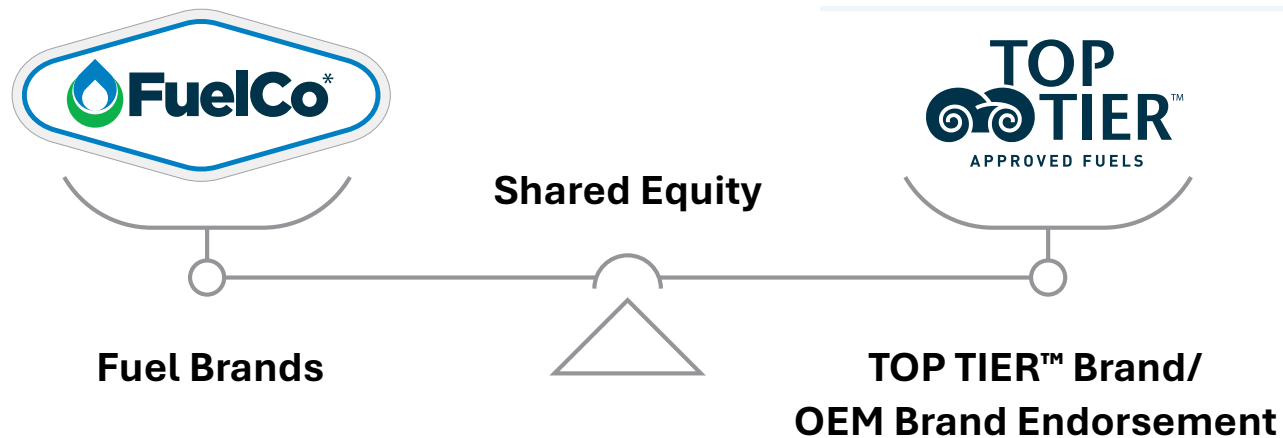 FuelCo*
TOP
TIER™
APPROVED FUELS
Shared Equity
Fuel Brands
TOP TIER™ Brand/
OEM Brand Endorsement